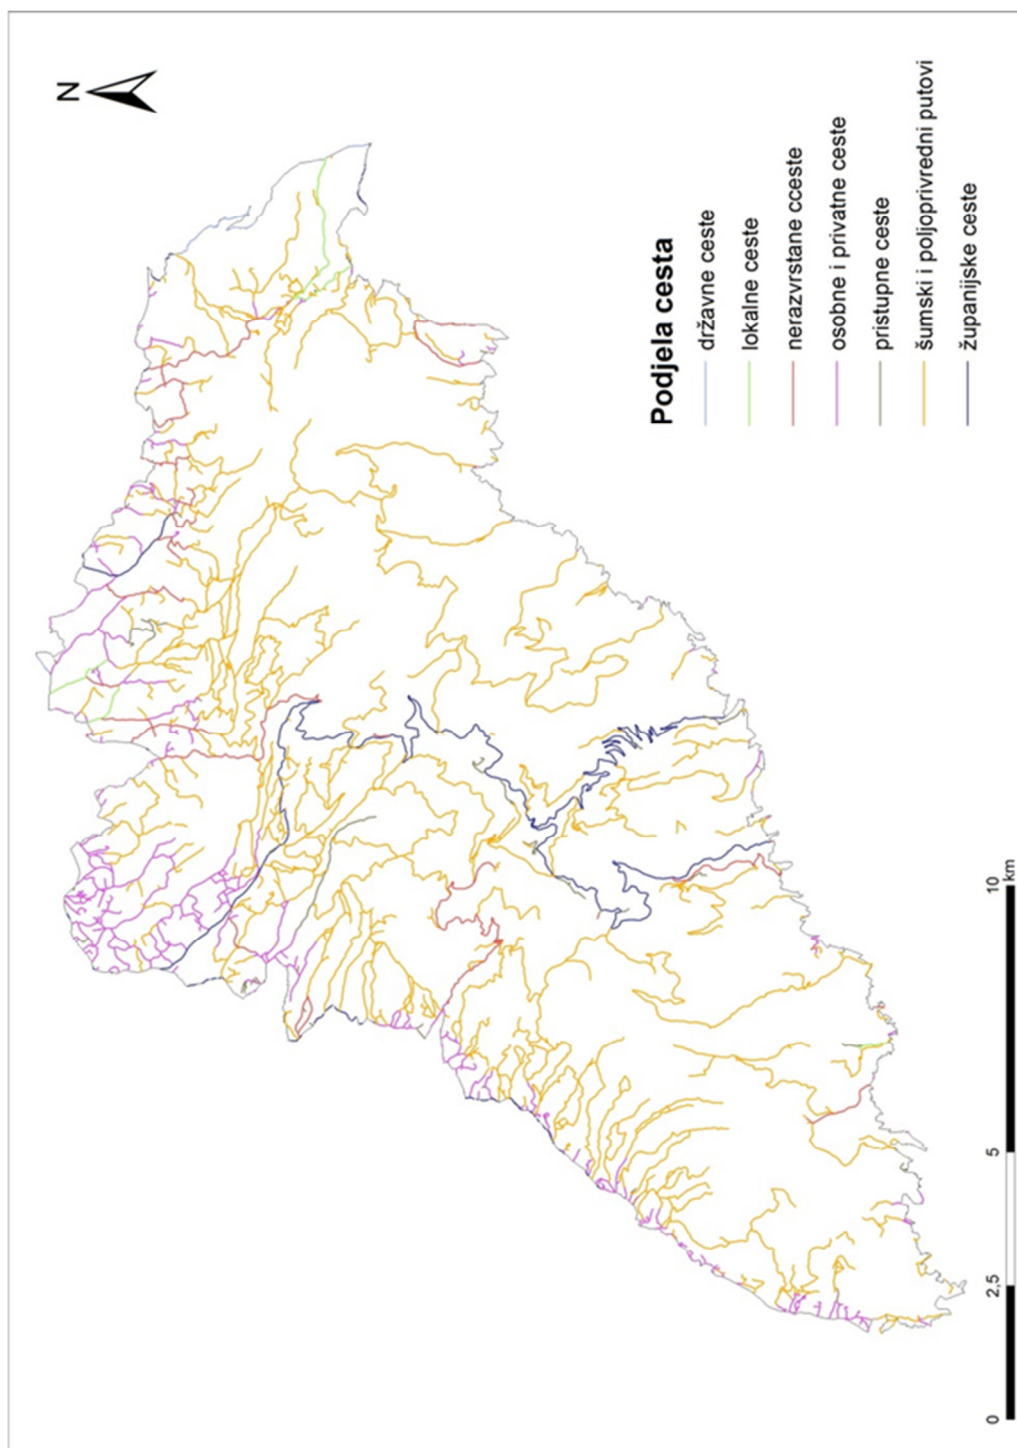 N
Podjela cesta
državne ceste
lokalne ceste
nerazvrstane cceste
osobne i privatne ceste
pristupne ceste
šumski i poljoprivredni putovi
županijske ceste
0 2,5 5 10
km